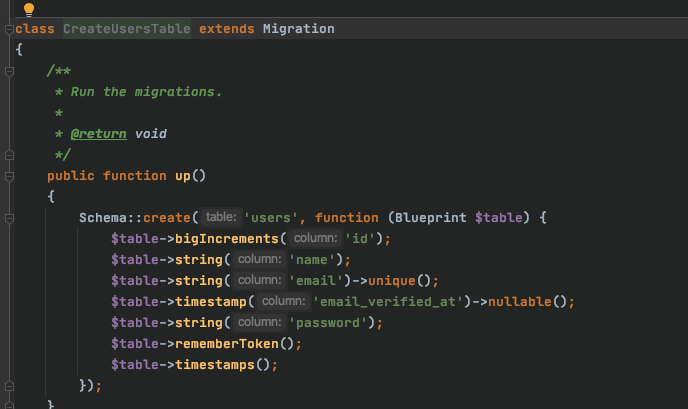 class CreateUsersTable extends Migration
{
    /**
     * Run the migrations.
     *
     * @return void
     */
    public function up()
    {
        Schema::create( table: 'users', function (Blueprint $table) {
            $table->bigIncrements( column: 'id');
            $table->string( column: 'name');
            $table->string( column: 'email')->unique();
            $table->timestamp( column: 'email_verified_at')->nullable();
            $table->string( column: 'password');
            $table->rememberToken();
            $table->timestamps();
        });
    }